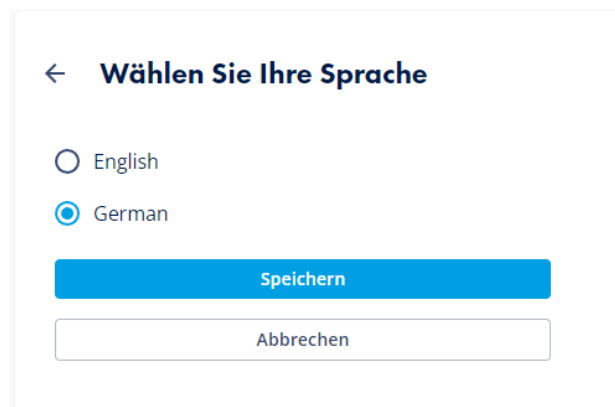 Wählen Sie Ihre Sprache
English
German
Speichern
Abbrechen